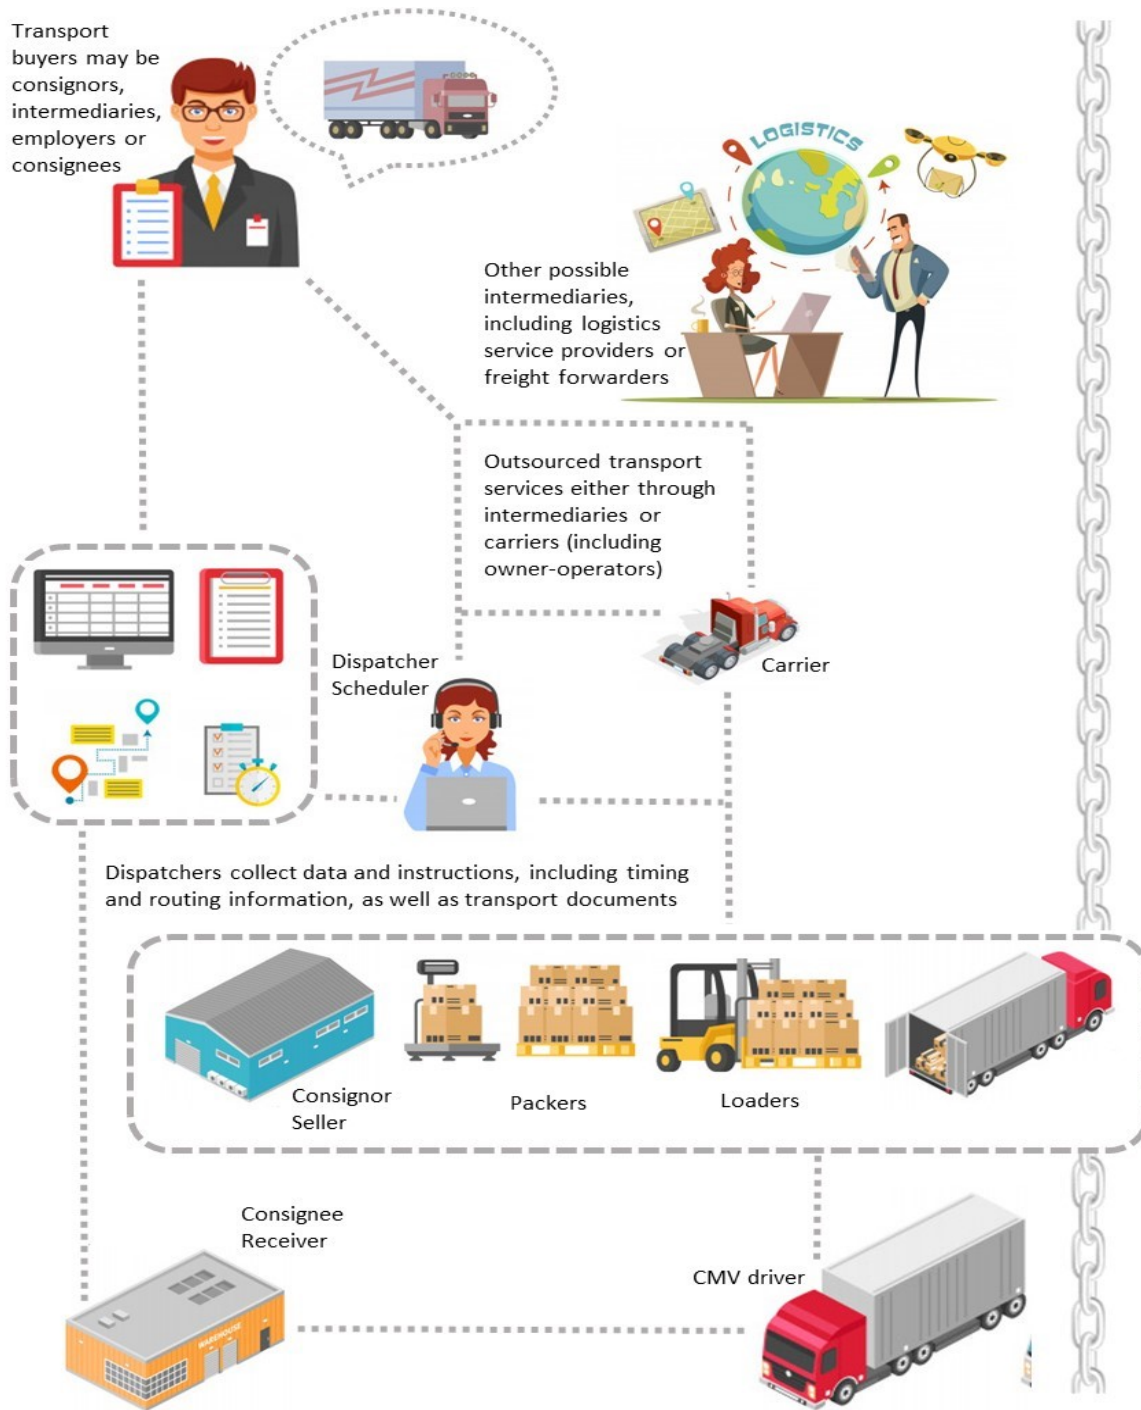 Transport
buyers may be
consignors,
intermediaries,
employers or
consignees
LOGISTICS
Other possible
intermediaries,
including logistics
service providers or
freight forwarders
Outsourced transport
services either through
intermediaries or
carriers (including
owner-operators)
Dispatcher
Scheduler
Carrier
Dispatchers collect data and instructions, including timing
and routing information, as well as transport documents
Consignor
Seller
Packers
Loaders
Consignee
Receiver
CMV driver
WAREHOUSE